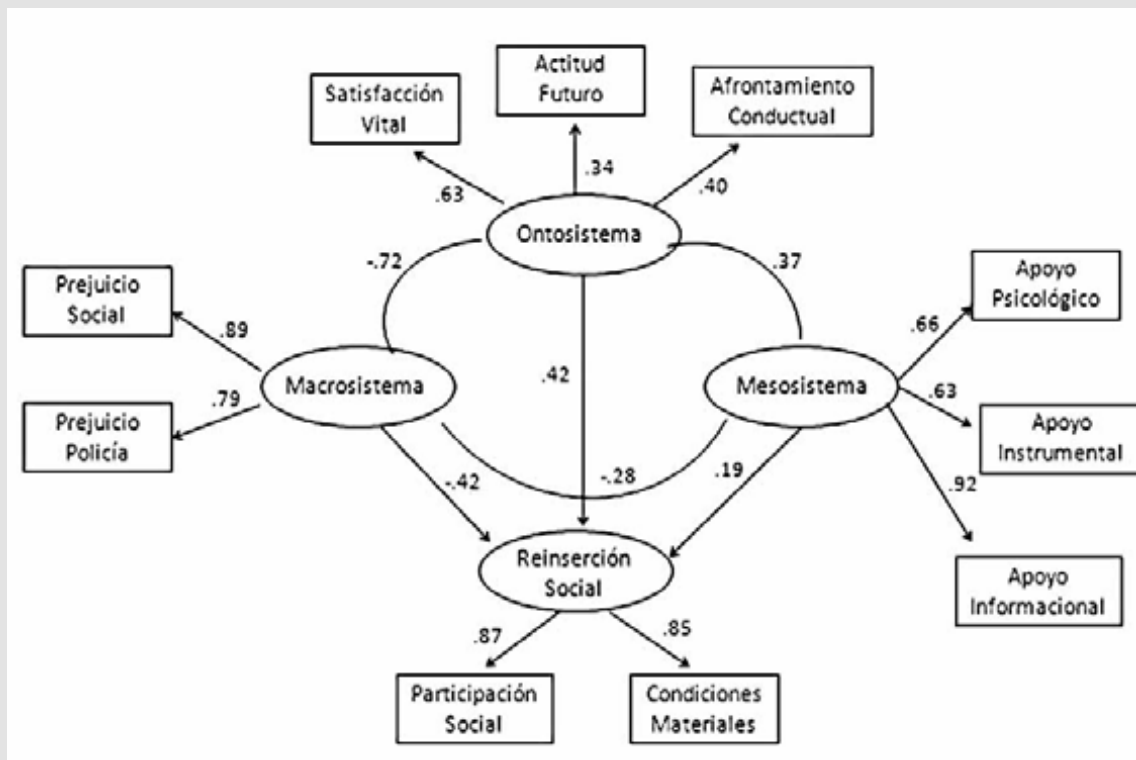 Actitud
Futuro
Satisfacción
Vital
Afrontamiento
Conductual
.63
.34
.40
Ontosistema
-.72
.37
Prejuicio
Social
.89
Apoyo
Psicológico
.66
Macrosistema
.42
Mesosistema
.79
.63
Prejuicio
Policía
Apoyo
Instrumental
-.42
-.28
.19
.92
Reinserción
Social
Apoyo
Informacional
.87
.85
Participación
Social
Condiciones
Materiales